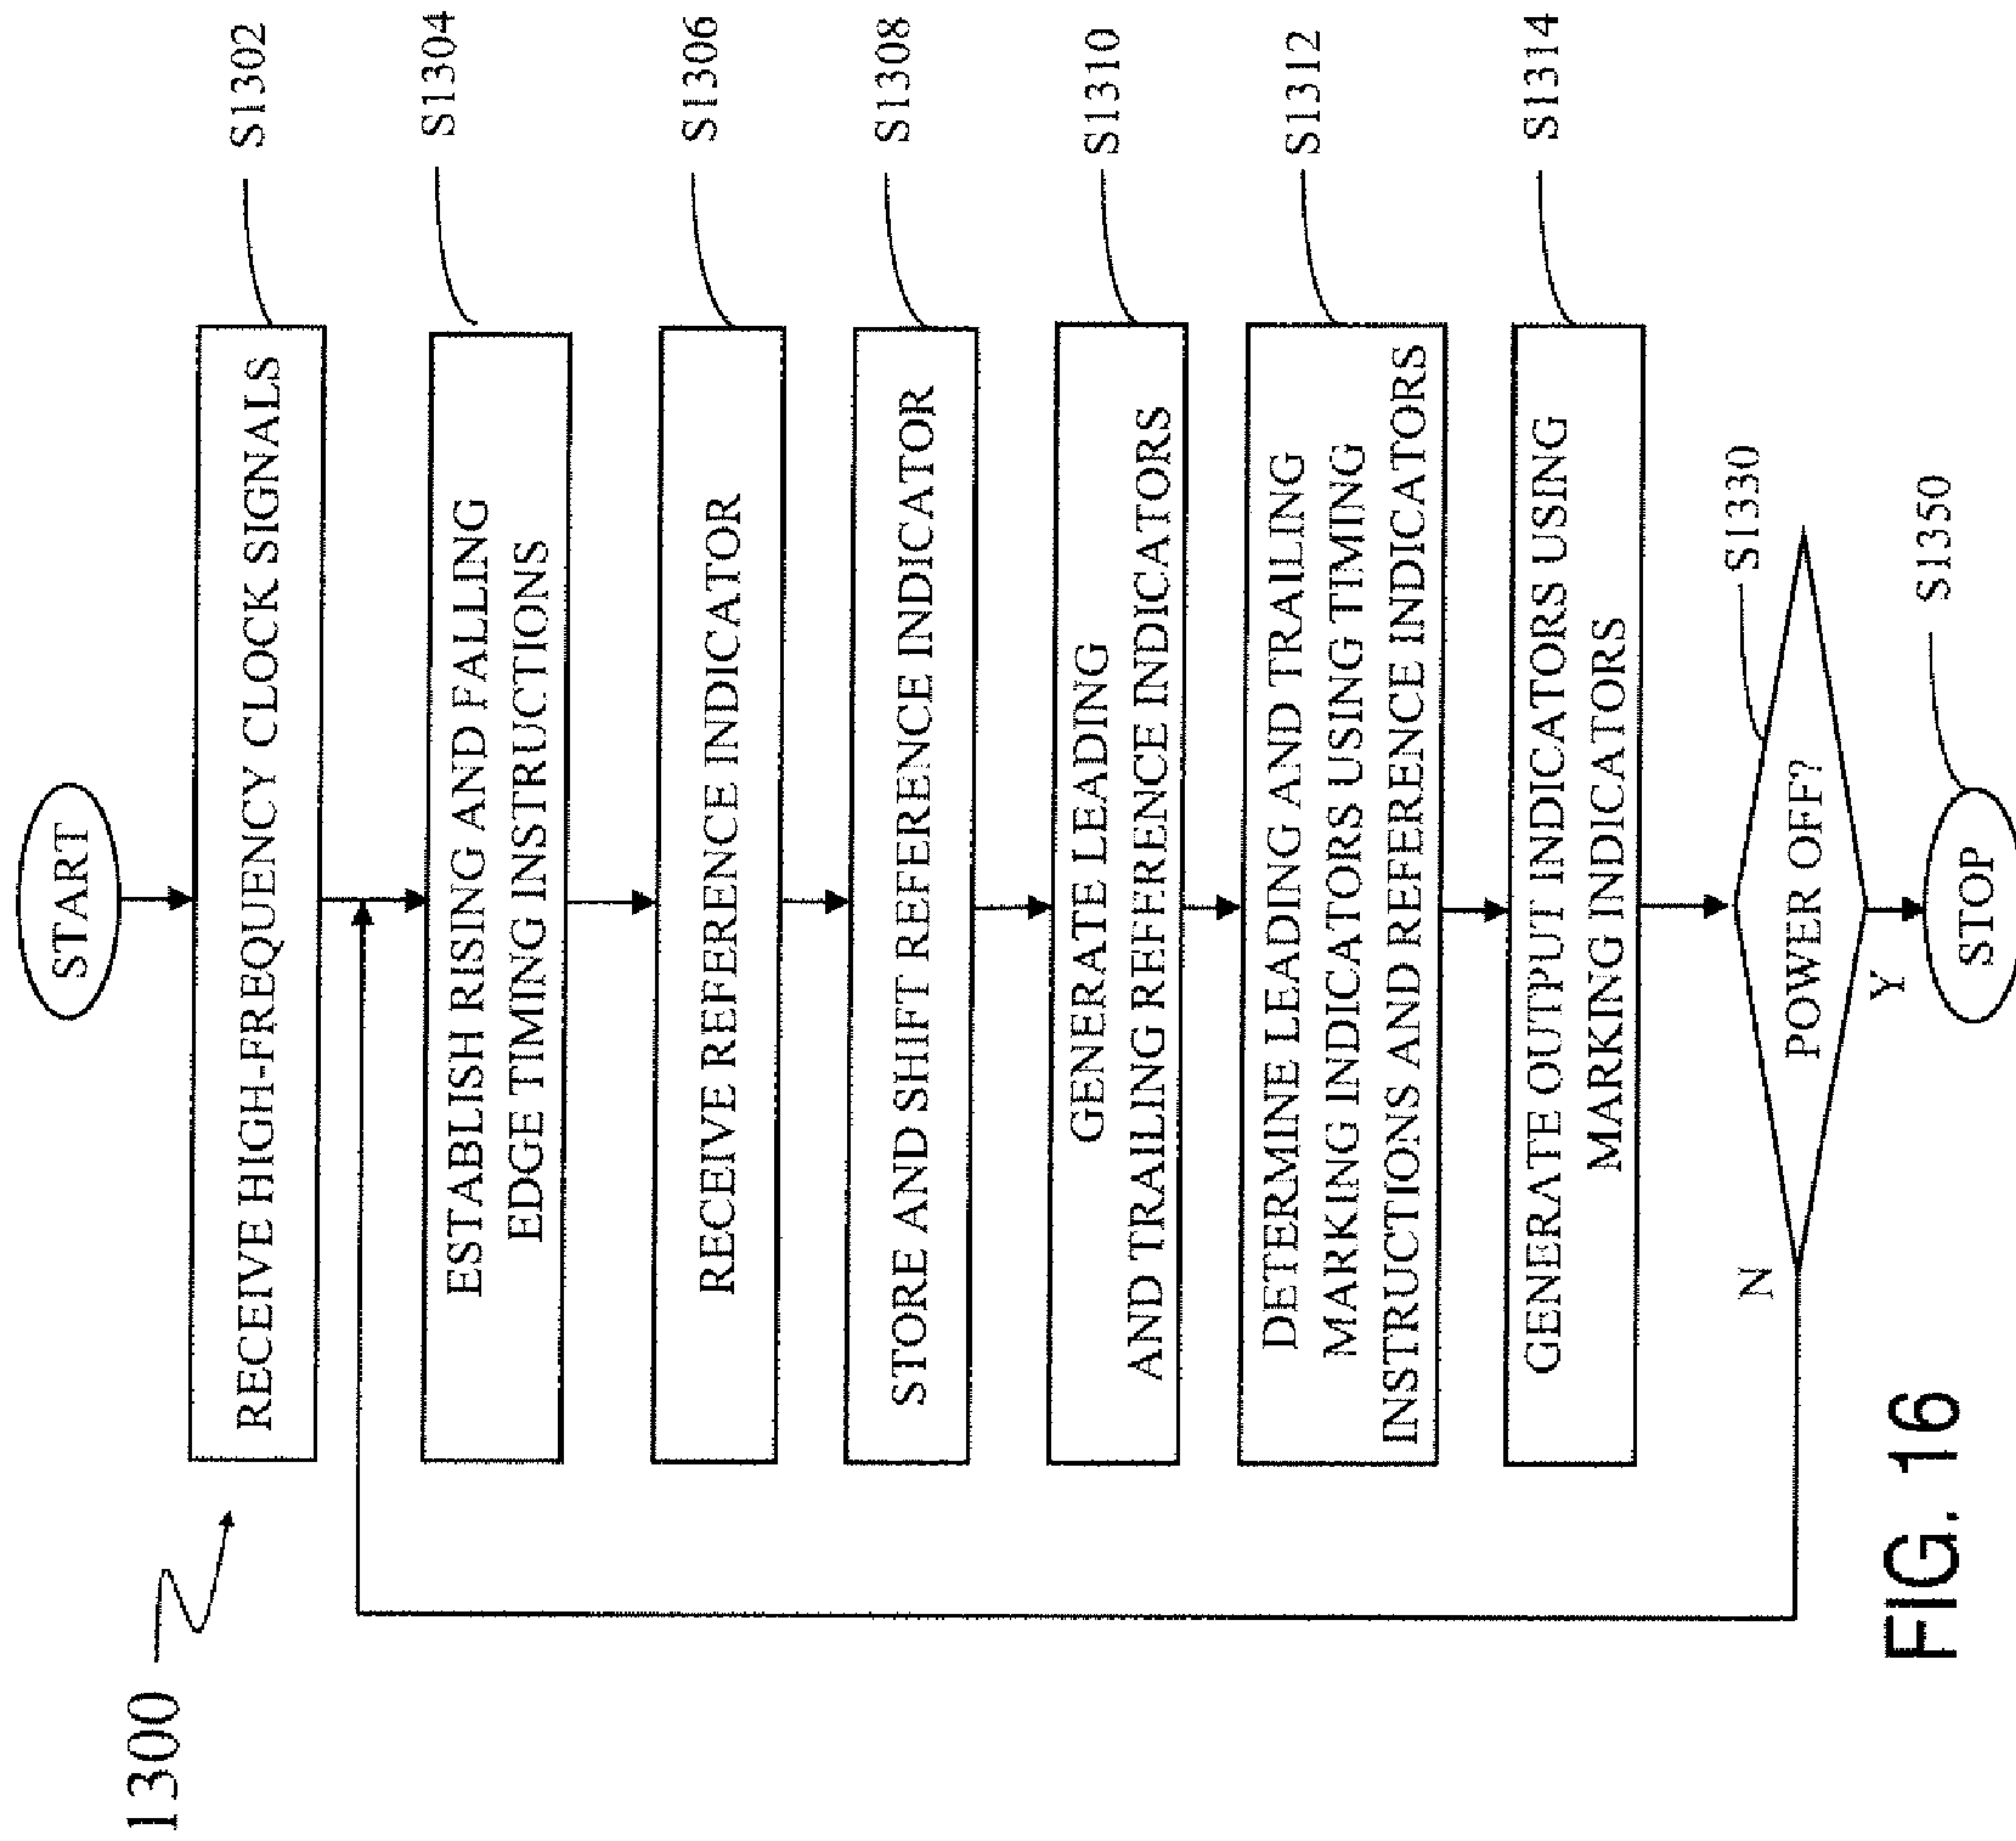 1300
START
RECEIVE HIGH-FREQUENCY CLOCK SIGNALS
S1302
ESTABLISH RISING AND FALLING
EDGE TIMING INSTRUCTIONS
S1304
RECEIVE REFERENCE INDICATOR
S1306
STORE AND SHIFT REFERENCE INDICATOR
S1308
GENERATE LEADING
AND TRAILING REFERENCE INDICATORS
S1310
DETERMINE LEADING AND TRAILING
MARKING INDICATORS USING TIMING
INSTRUCTIONS AND REFERENCE INDICATORS
S1312
GENERATE OUTPUT INDICATORS USING
MARKING INDICATORS
S1314
N
POWER OFF?
S1330
Y
STOP
S1350
FIG. 16